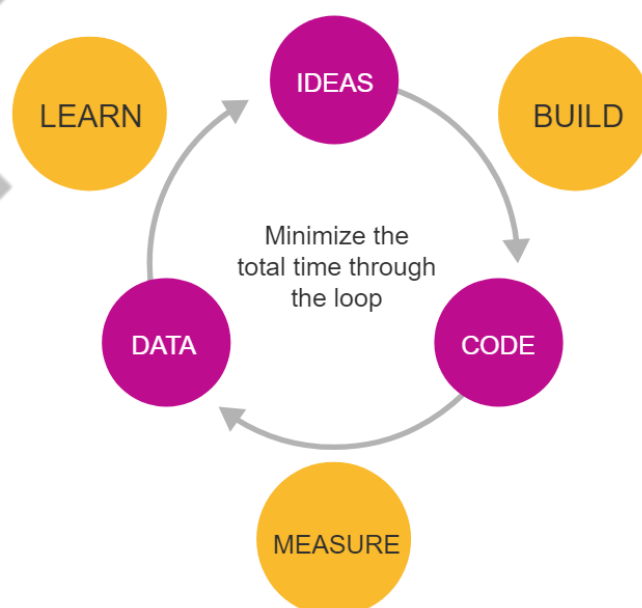 IDEAS
LEARN
BUILD
Minimize the
total time through
the loop
DATA
CODE
MEASURE